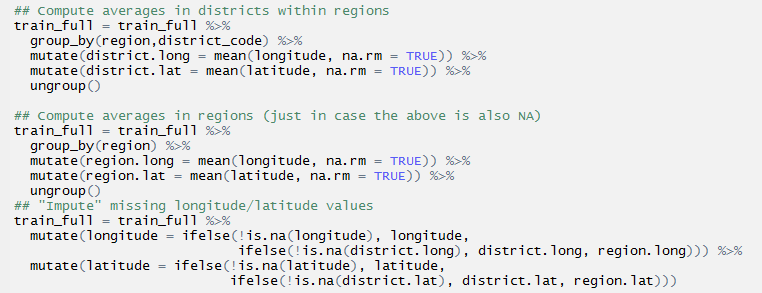 ## Compute averages in districts within regions
train_full = train_full %>%
  group_by(region,district_code) %>%
  mutate(district.long = mean(longitude, na.rm = TRUE)) %>%
  mutate(district.lat = mean(latitude, na.rm = TRUE)) %>%
  ungroup()

## Compute averages in regions (just in case the above is also NA)
train_full = train_full %>%
  group_by(region) %>%
  mutate(region.long = mean(longitude, na.rm = TRUE)) %>%
  mutate(region.lat = mean(latitude, na.rm = TRUE)) %>%
  ungroup()
## "Impute" missing longitude/latitude values
train_full = train_full %>%
  mutate(longitude = ifelse(!is.na(longitude), longitude,
                            ifelse(!is.na(district.long), district.long, region.long))) %>%
  mutate(latitude = ifelse(!is.na(latitude), latitude,
                           ifelse(!is.na(district.lat), district.lat, region.lat)))